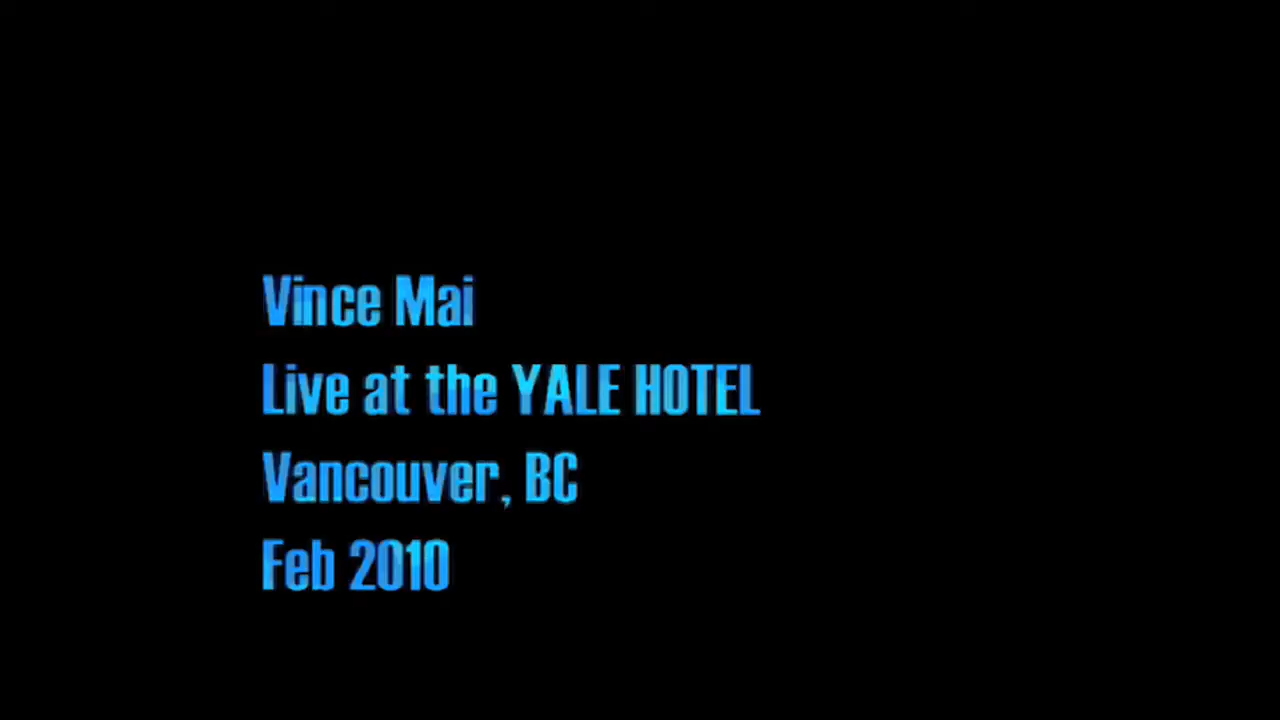 Vince Mai
Live at the YALE HOTEL
Vancouver, BC
Feb 2010